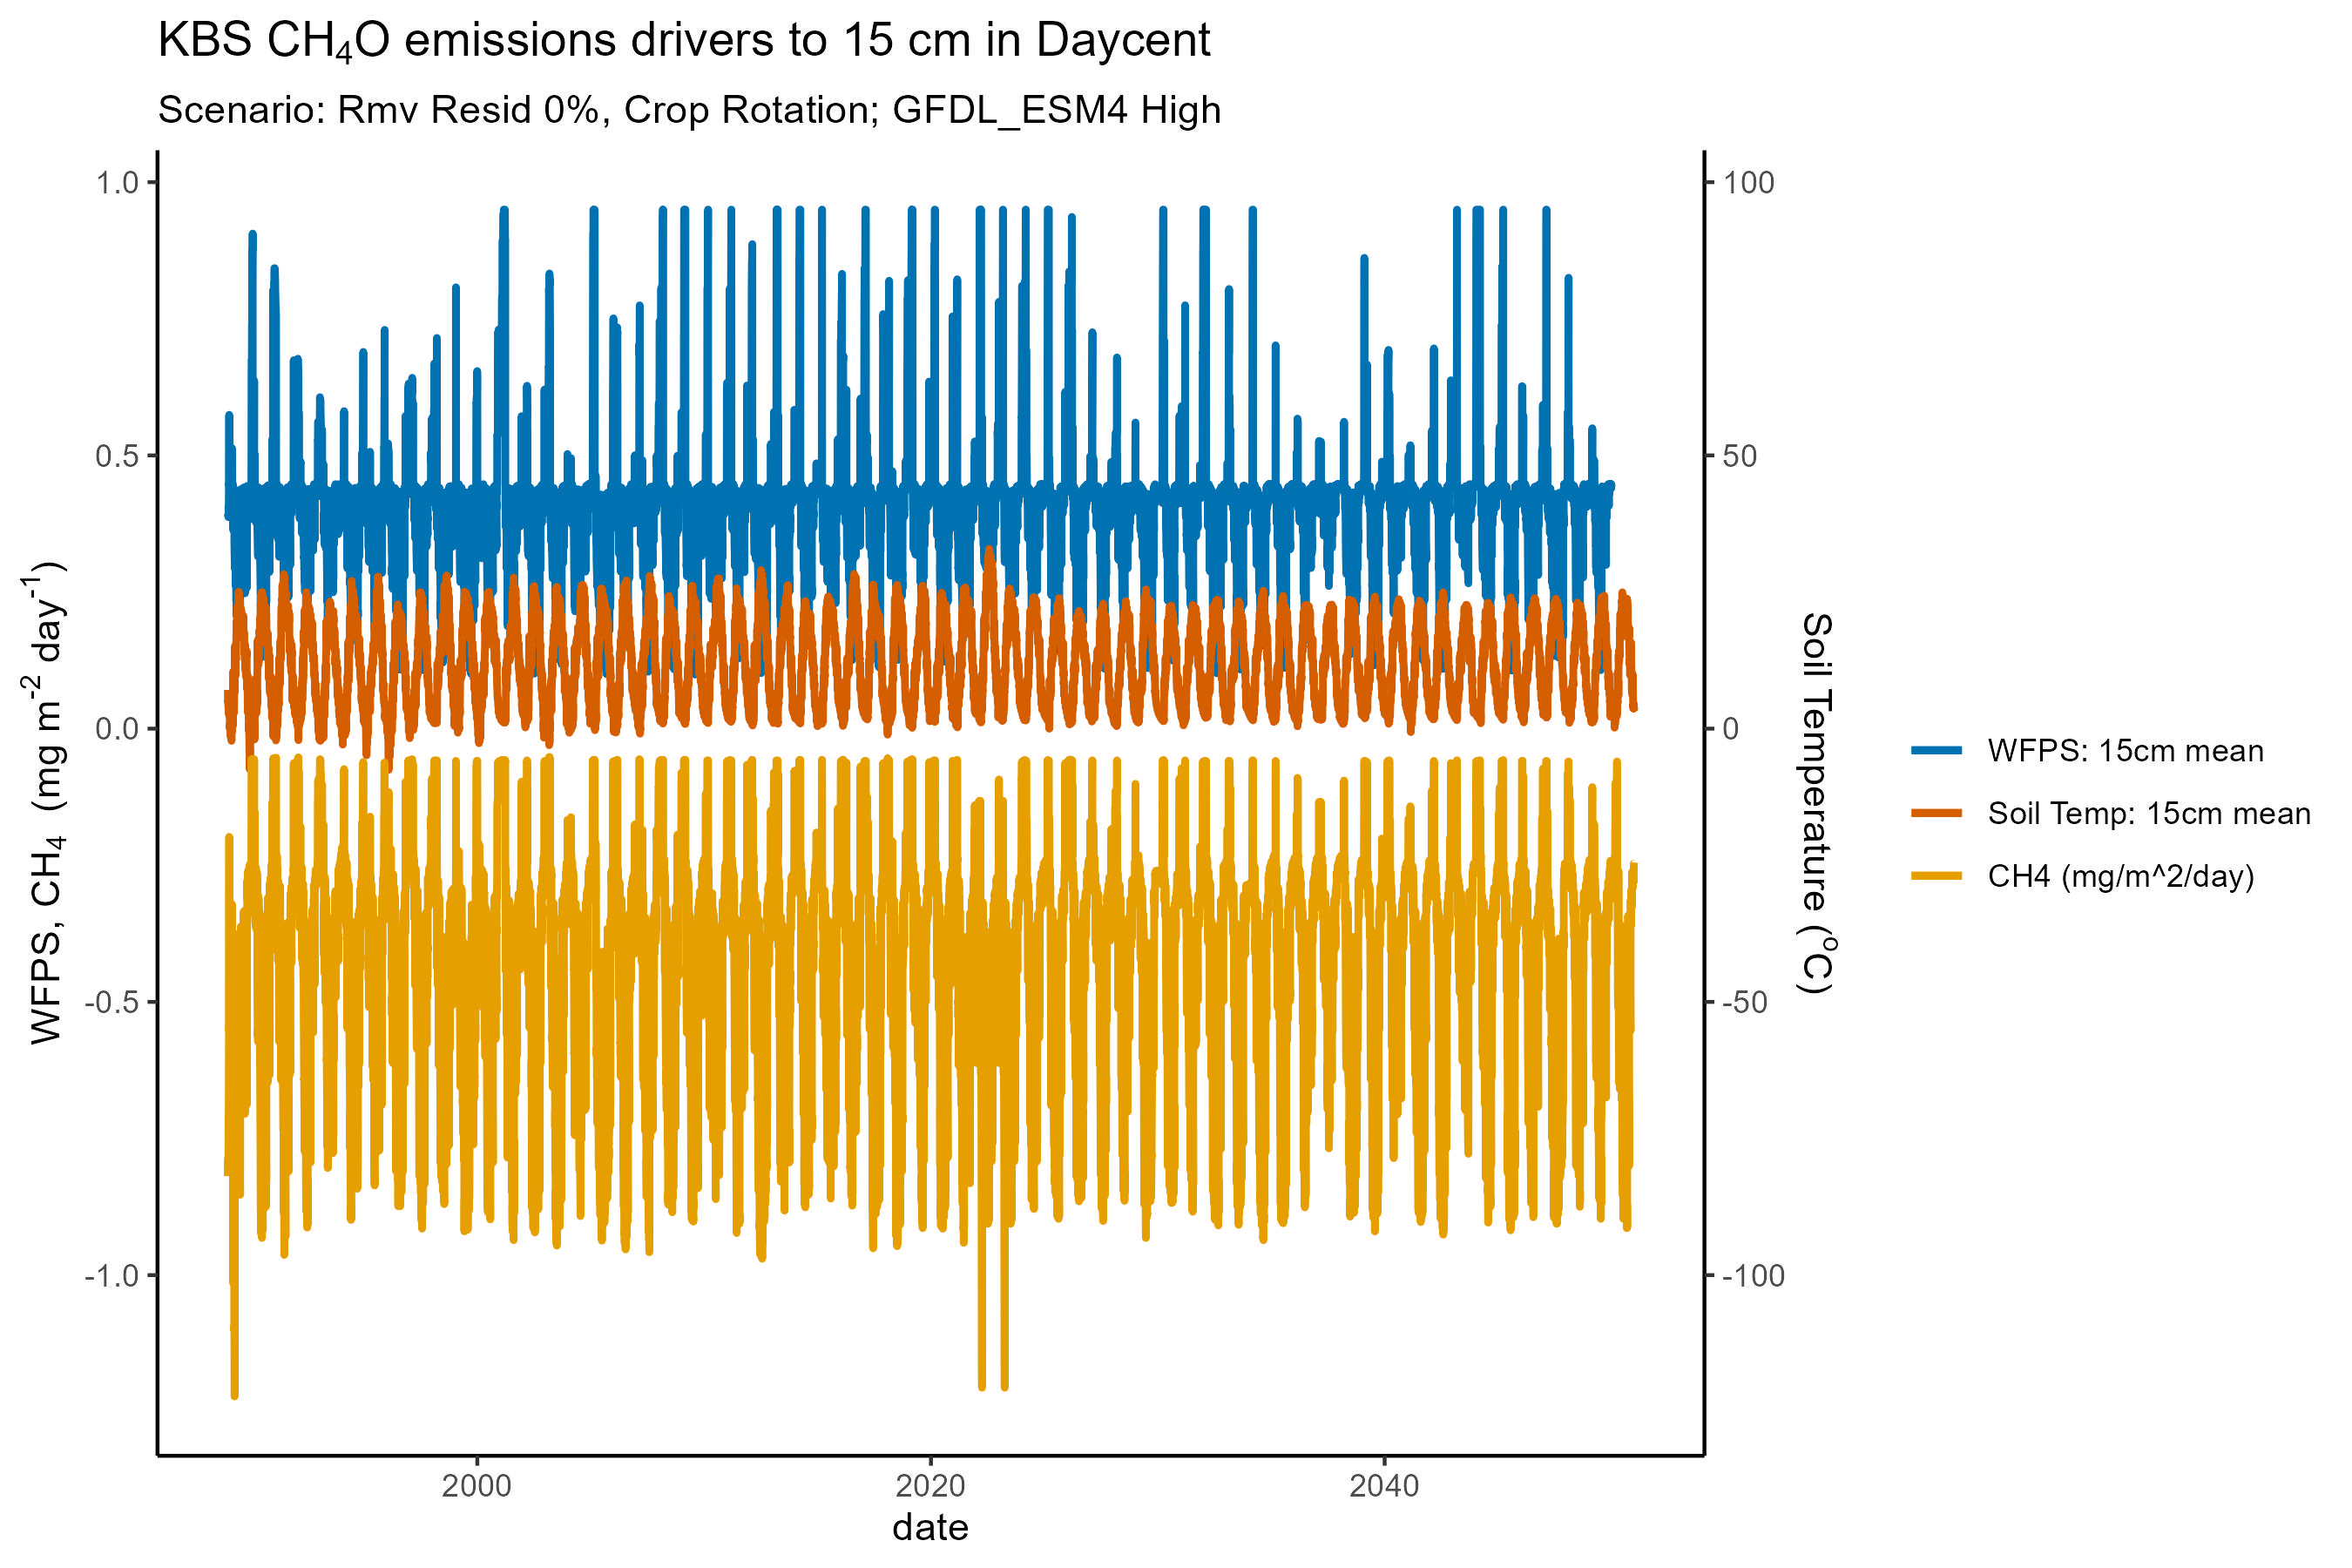 KBS CH₄O emissions drivers to 15 cm in Daycent
Scenario: Rmv Resid 0%, Crop Rotation; GFDL_ESM4 High
WFPS, CH₄ (mg m⁻² day⁻¹)
1.0
0.5
0.0
-0.5
-1.0
100
50
0
-50
-100
Soil Temperature (ᵒC)
2000
2020
2040
date
WFPS: 15cm mean
Soil Temp: 15cm mean
CH4 (mg/m^2/day)